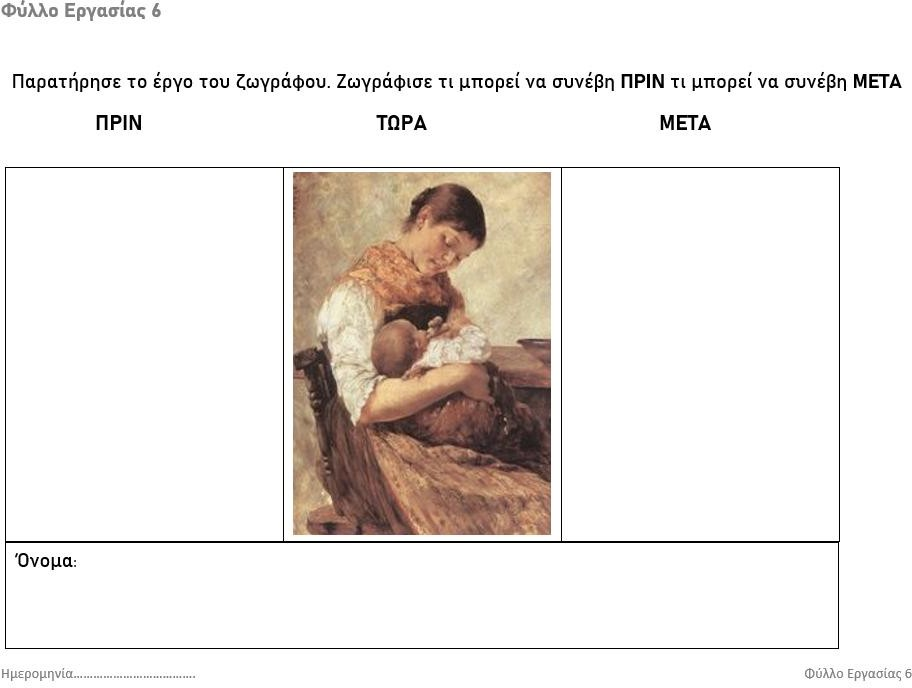 Φύλλο Εργασίας 6
Παρατήρησε το έργο του ζωγράφου. Ζωγράφισε τι μπορεί να συνέβη ΠΡΙΝ τι μπορεί να συνέβη ΜΕΤΑ
ΠΡΙΝ ΤΩΡΑ ΜΕΤΑ
Όνομα:
Ημερομηνία……………………………… Φύλλο Εργασίας 6